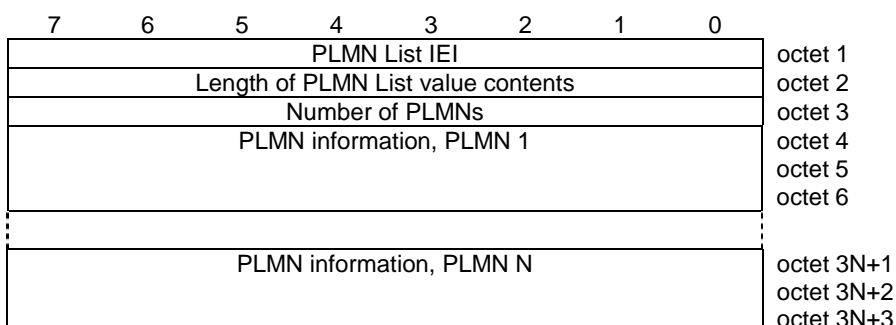 7 6 5 4 3 2 1 0
PLMN List IEI octet 1
Length of PLMN List value contents octet 2
Number of PLMNs octet 3
PLMN information, PLMN 1 octet 4
octet 5
octet 6
PLMN information, PLMN N octet 3N+1
octet 3N+2
octet 3N+3